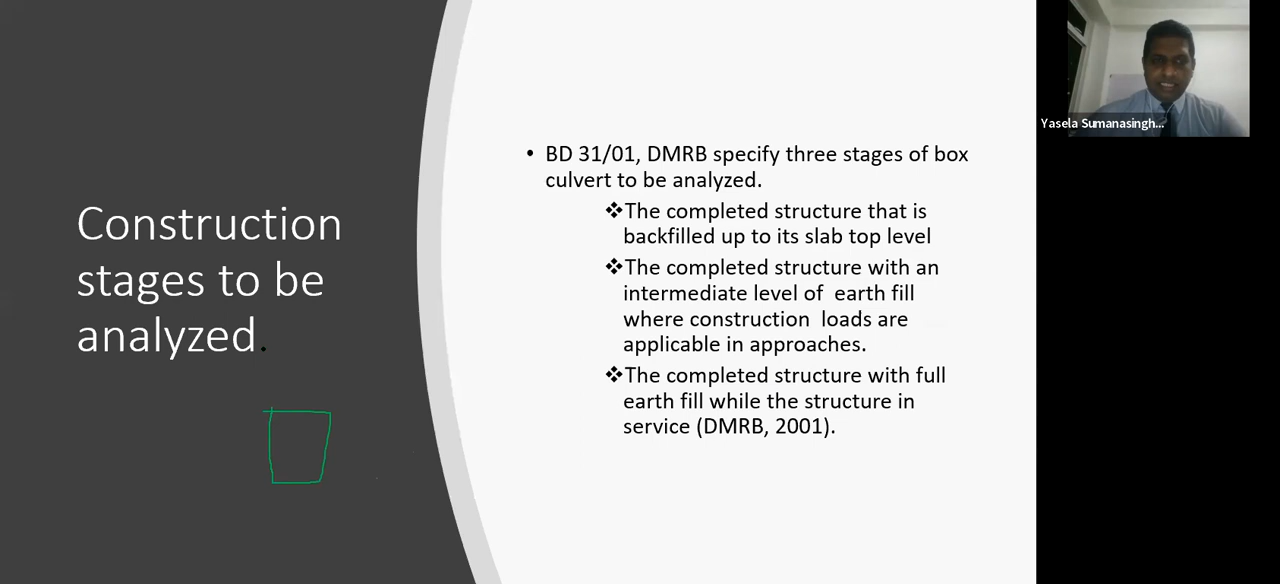 Construction
stages to be
analyzed.
• BD 31/01, DMRB specify three stages of box
culvert to be analyzed.
❖The completed structure that is
backfilled up to its slab top level
❖The completed structure with an
intermediate level of earth fill
where construction loads are
applicable in approaches.
❖The completed structure with full
earth fill while the structure in
service (DMRB, 2001).
Yasela Sumanasingh...